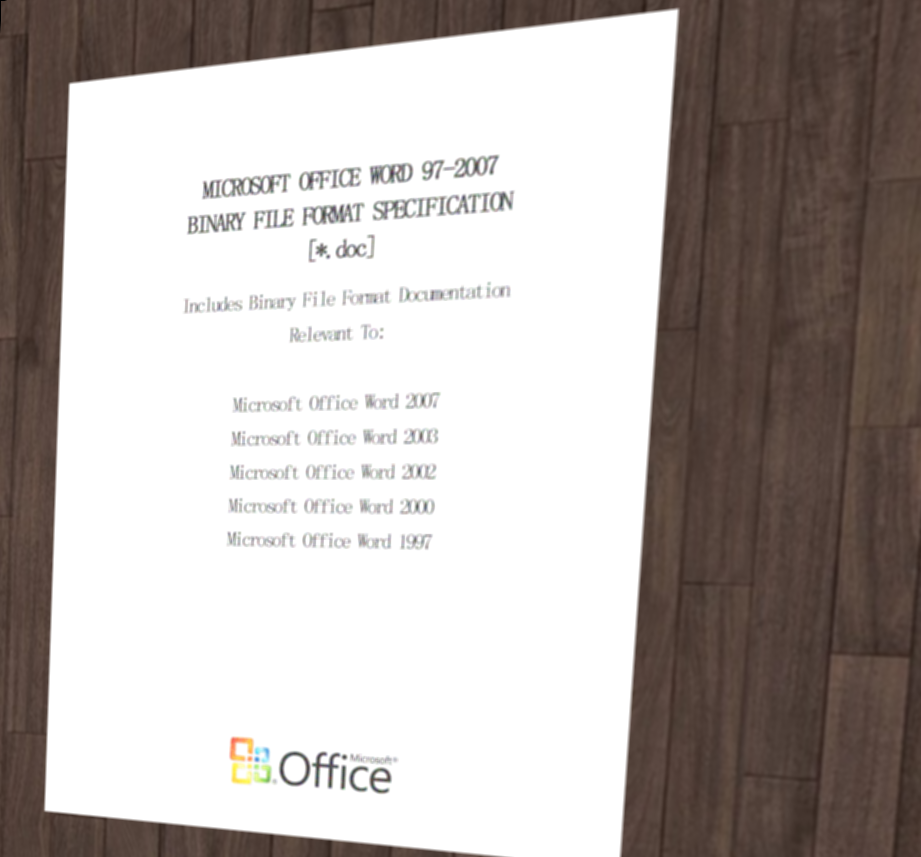 MICROSOFT OFFICE WORD 97-2007
BINARY FILE FORMAT SPECIFICATION
[*.doc]
Includes Binary File Format Documentation
Relevant To:
Microsoft Office Word 2007
Microsoft Office Word 2003
Microsoft Office Word 2002
Microsoft Office Word 2000
Microsoft Office Word 1997
Microsoft®
Office